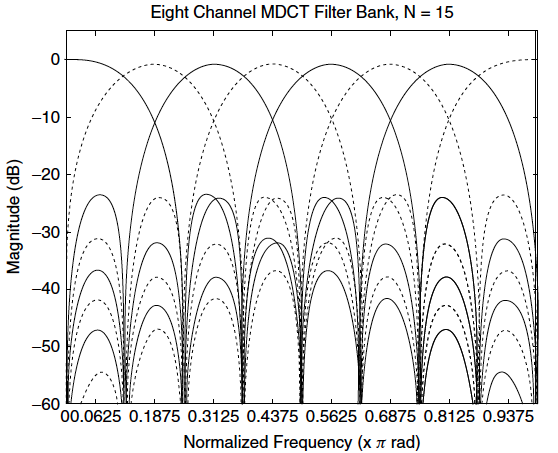 Eight Channel MDCT Filter Bank, N = 15
Magnitude (dB)
0
–10
–20
–30
–40
–50
–60
00.0625 0.1875 0.3125 0.4375 0.5625 0.6875 0.8125 0.9375
Normalized Frequency (x π rad)